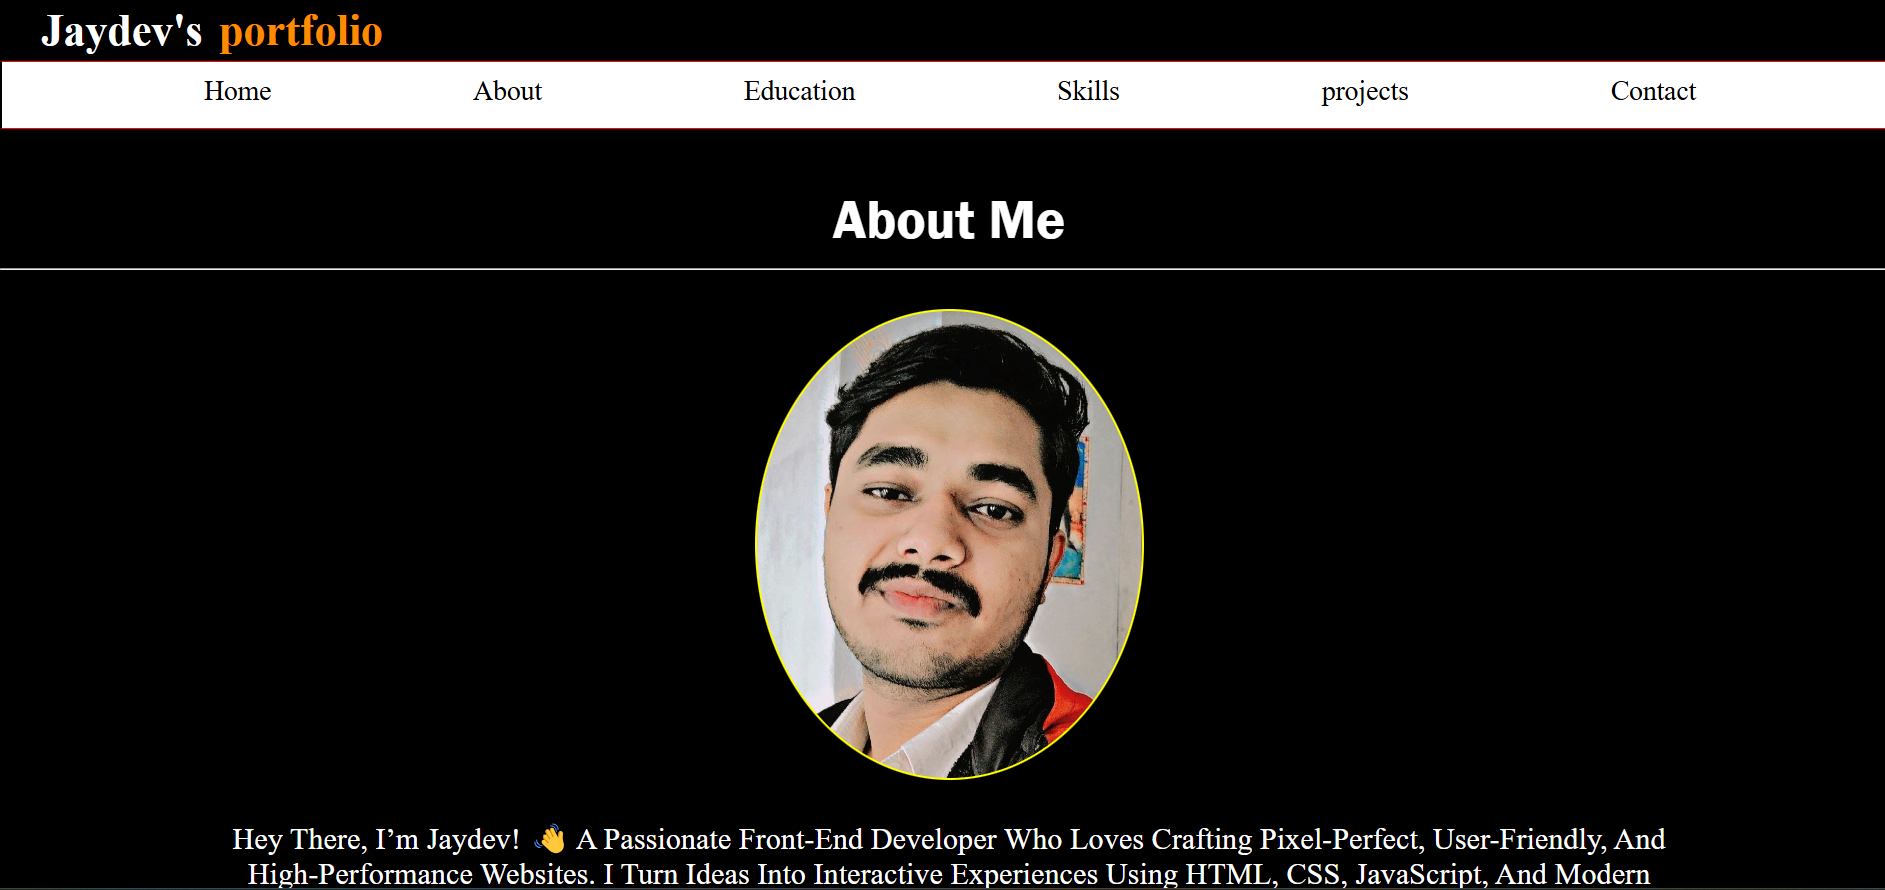 Jaydev's portfolio
Home About Education Skills projects Contact
About Me
Hey There, I’m Jaydev! 👋 A Passionate Front-End Developer Who Loves Crafting Pixel-Perfect, User-Friendly, And
High-Performance Websites. I Turn Ideas Into Interactive Experiences Using HTML, CSS, JavaScript, And Modern